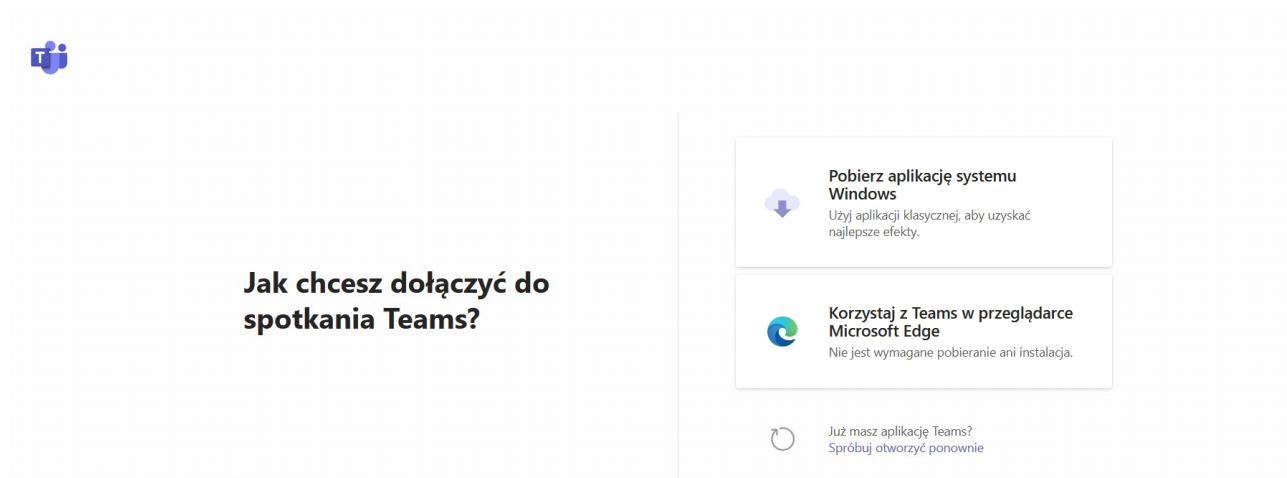 T
Jak chcesz dołączyć do
spotkania Teams?
Pobierz aplikację systemu
Windows
Użyj aplikacji klasycznej, aby uzyskać
najlepsze efekty.
Korzystaj z Teams w przeglądarce
Microsoft Edge
Nie jest wymagane pobieranie ani instalacja.
Już masz aplikację Teams?
Spróbuj otworzyć ponownie